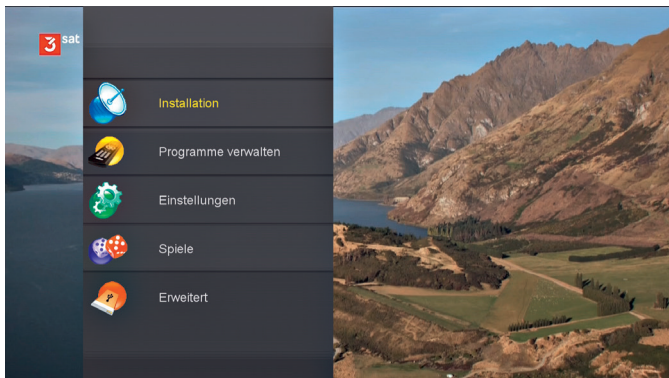 3sat
Installation
Programme verwalten
Einstellungen
Spiele
Erweitert